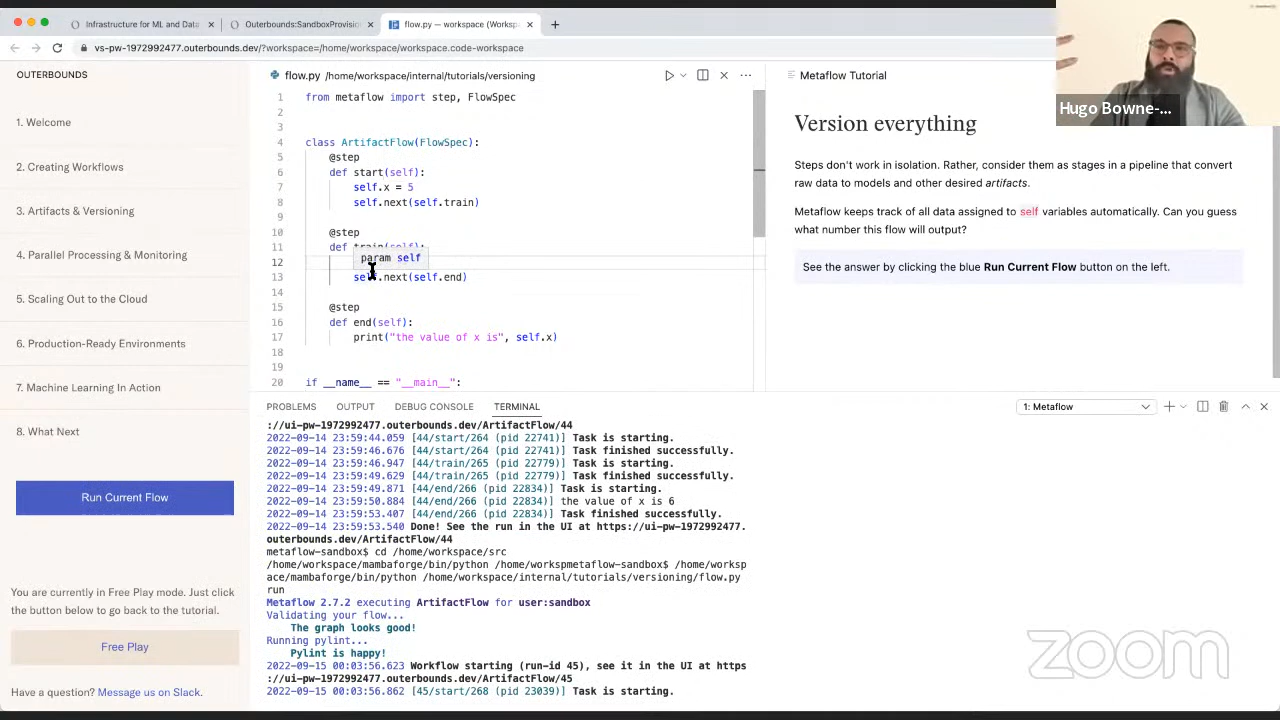 Infrastructure for ML and Data
Outerbounds:SandboxProvision
flow.py — workspace (Worksp
vs-pw-1972992477.outerbounds.dev/?workspace=/home/workspace/workspace.code-workspace
Hugo Bowne-...
OUTERBOUNDS
1. Welcome
2. Creating Workflows
3. Artifacts & Versioning
4. Parallel Processing & Monitoring
5. Scaling Out to the Cloud
6. Production-Ready Environments
7. Machine Learning In Action
8. What Next
Run Current Flow
You are currently in Free Play mode. Just click
the button below to go back to the tutorial.
Free Play
Have a question? Message us on Slack.
flow.py /home/workspace/internal/tutorials/versioning
1 from metaflow import step, FlowSpec
2
3
4 class ArtifactFlow(FlowSpec):
5 @step
6 def start(self):
7 self.x = 5
8 self.next(self.train)
9
10 @step
11 def train(self):
param self
12
13 self.next(self.end)
14
15 @step
16 def end(self):
17 print("the value of x is", self.x)
18
19
20 if __name__ == "__main__":
Metaflow Tutorial
Version everything
Steps don't work in isolation. Rather, consider them as stages in a pipeline that convert
raw data to models and other desired artifacts.
Metaflow keeps track of all data assigned to self variables automatically. Can you guess
what number this flow will output?
See the answer by clicking the blue Run Current Flow button on the left.
PROBLEMS OUTPUT DEBUG CONSOLE TERMINAL
1: Metaflow
://ui-pw-1972992477.outerbounds.dev/ArtifactFlow/44
2022-09-14 23:59:44.059 [44/start/264 (pid 22741)] Task is starting.
2022-09-14 23:59:46.676 [44/start/264 (pid 22741)] Task finished successfully.
2022-09-14 23:59:46.947 [44/train/265 (pid 22779)] Task is starting.
2022-09-14 23:59:49.629 [44/train/265 (pid 22779)] Task finished successfully.
2022-09-14 23:59:49.871 [44/end/266 (pid 22834)] Task is starting.
2022-09-14 23:59:50.884 [44/end/266 (pid 22834)] the value of x is 6
2022-09-14 23:59:53.407 [44/end/266 (pid 22834)] Task finished successfully.
2022-09-14 23:59:53.540 Done! See the run in the UI at https://ui-pw-1972992477.
outerbounds.dev/ArtifactFlow/44
metaflow-sandbox$ cd /home/workspace/src
/home/workspace/mambaforge/bin/python /home/workspmetaflow-sandbox$ /home/worksp
ace/mambaforge/bin/python /home/workspace/internal/tutorials/versioning/flow.py
run
Metaflow 2.7.2 executing ArtifactFlow for user:sandbox
Validating your flow...
The graph looks good!
Running pylint...
Pylint is happy!
2022-09-15 00:03:56.623 Workflow starting (run-id 45), see it in the UI at https
://ui-pw-1972992477.outerbounds.dev/ArtifactFlow/45
2022-09-15 00:03:56.862 [45/start/268 (pid 23039)] Task is starting.
zoom